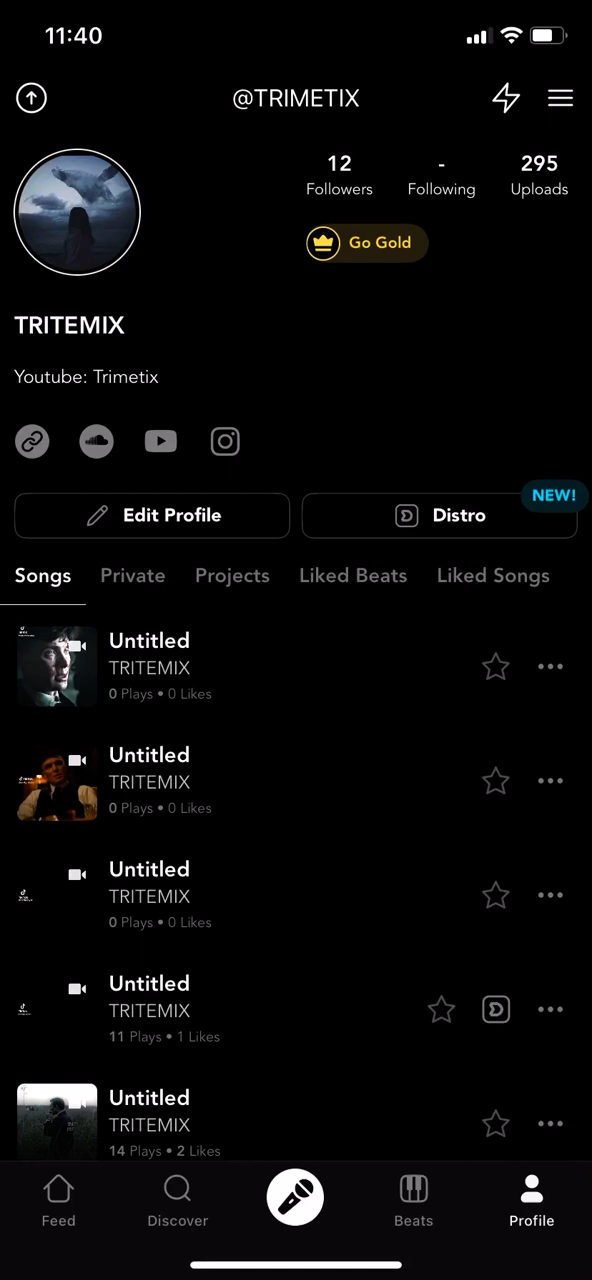 11:40
@TRIMETIX
12 - 295
Followers Following Uploads
Go Gold
TRITEMIX
Youtube: Trimetix
NEW!
Edit Profile Distro
Songs Private Projects Liked Beats Liked Songs
Untitled
TRITEMIX
0 Plays • 0 Likes
Untitled
TRITEMIX
0 Plays • 0 Likes
Untitled
TRITEMIX
0 Plays • 0 Likes
Untitled
TRITEMIX
11 Plays • 1 Likes
Untitled
TRITEMIX
14 Plays • 2 Likes
Feed Discover Beats Profile